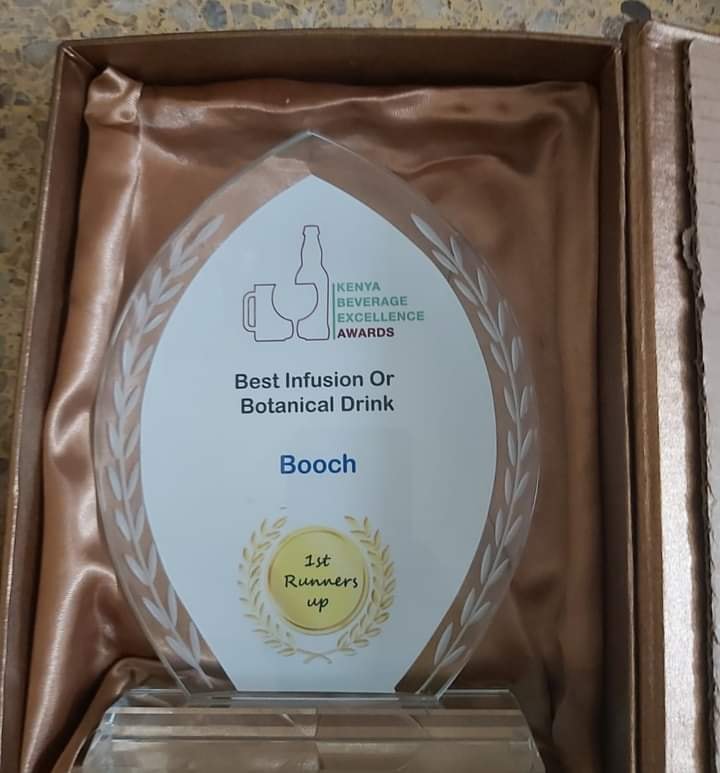 KENYA
BEVERAGE
EXCELLENCE
AWARDS
Best Infusion Or
Botanical Drink
Booch
1st
Runners
up